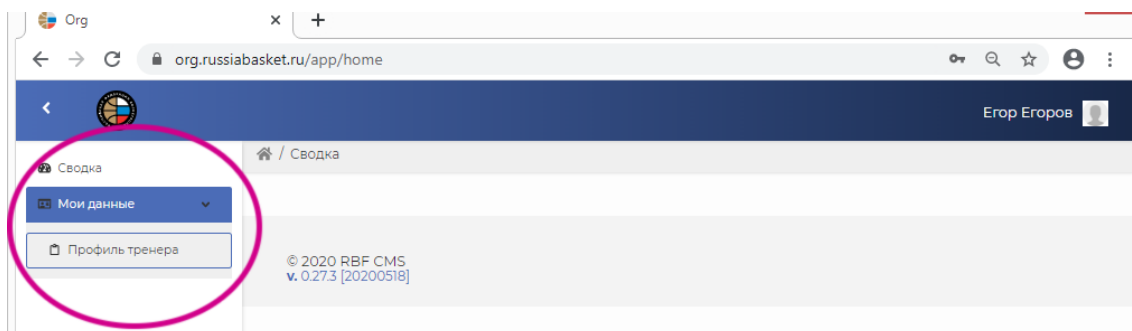 Org
org.russiabasket.ru/app/home
Егор Егоров
Сводка
/ Сводка
Мои данные
Профиль тренера
© 2020 RBF CMS
v. 0.27.3 [20200518]